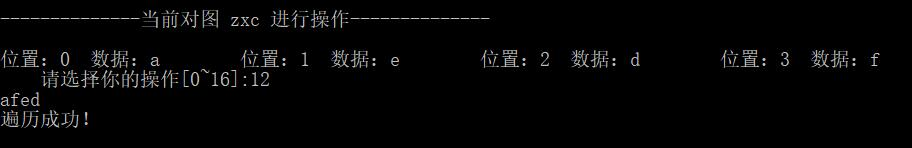 --------------当前对图 zxc 进行操作--------------
位置：0 数据：a 位置：1 数据：e 位置：2 数据：d 位置：3 数据：f
请选择你的操作[0~16]:12
afed
遍历成功！